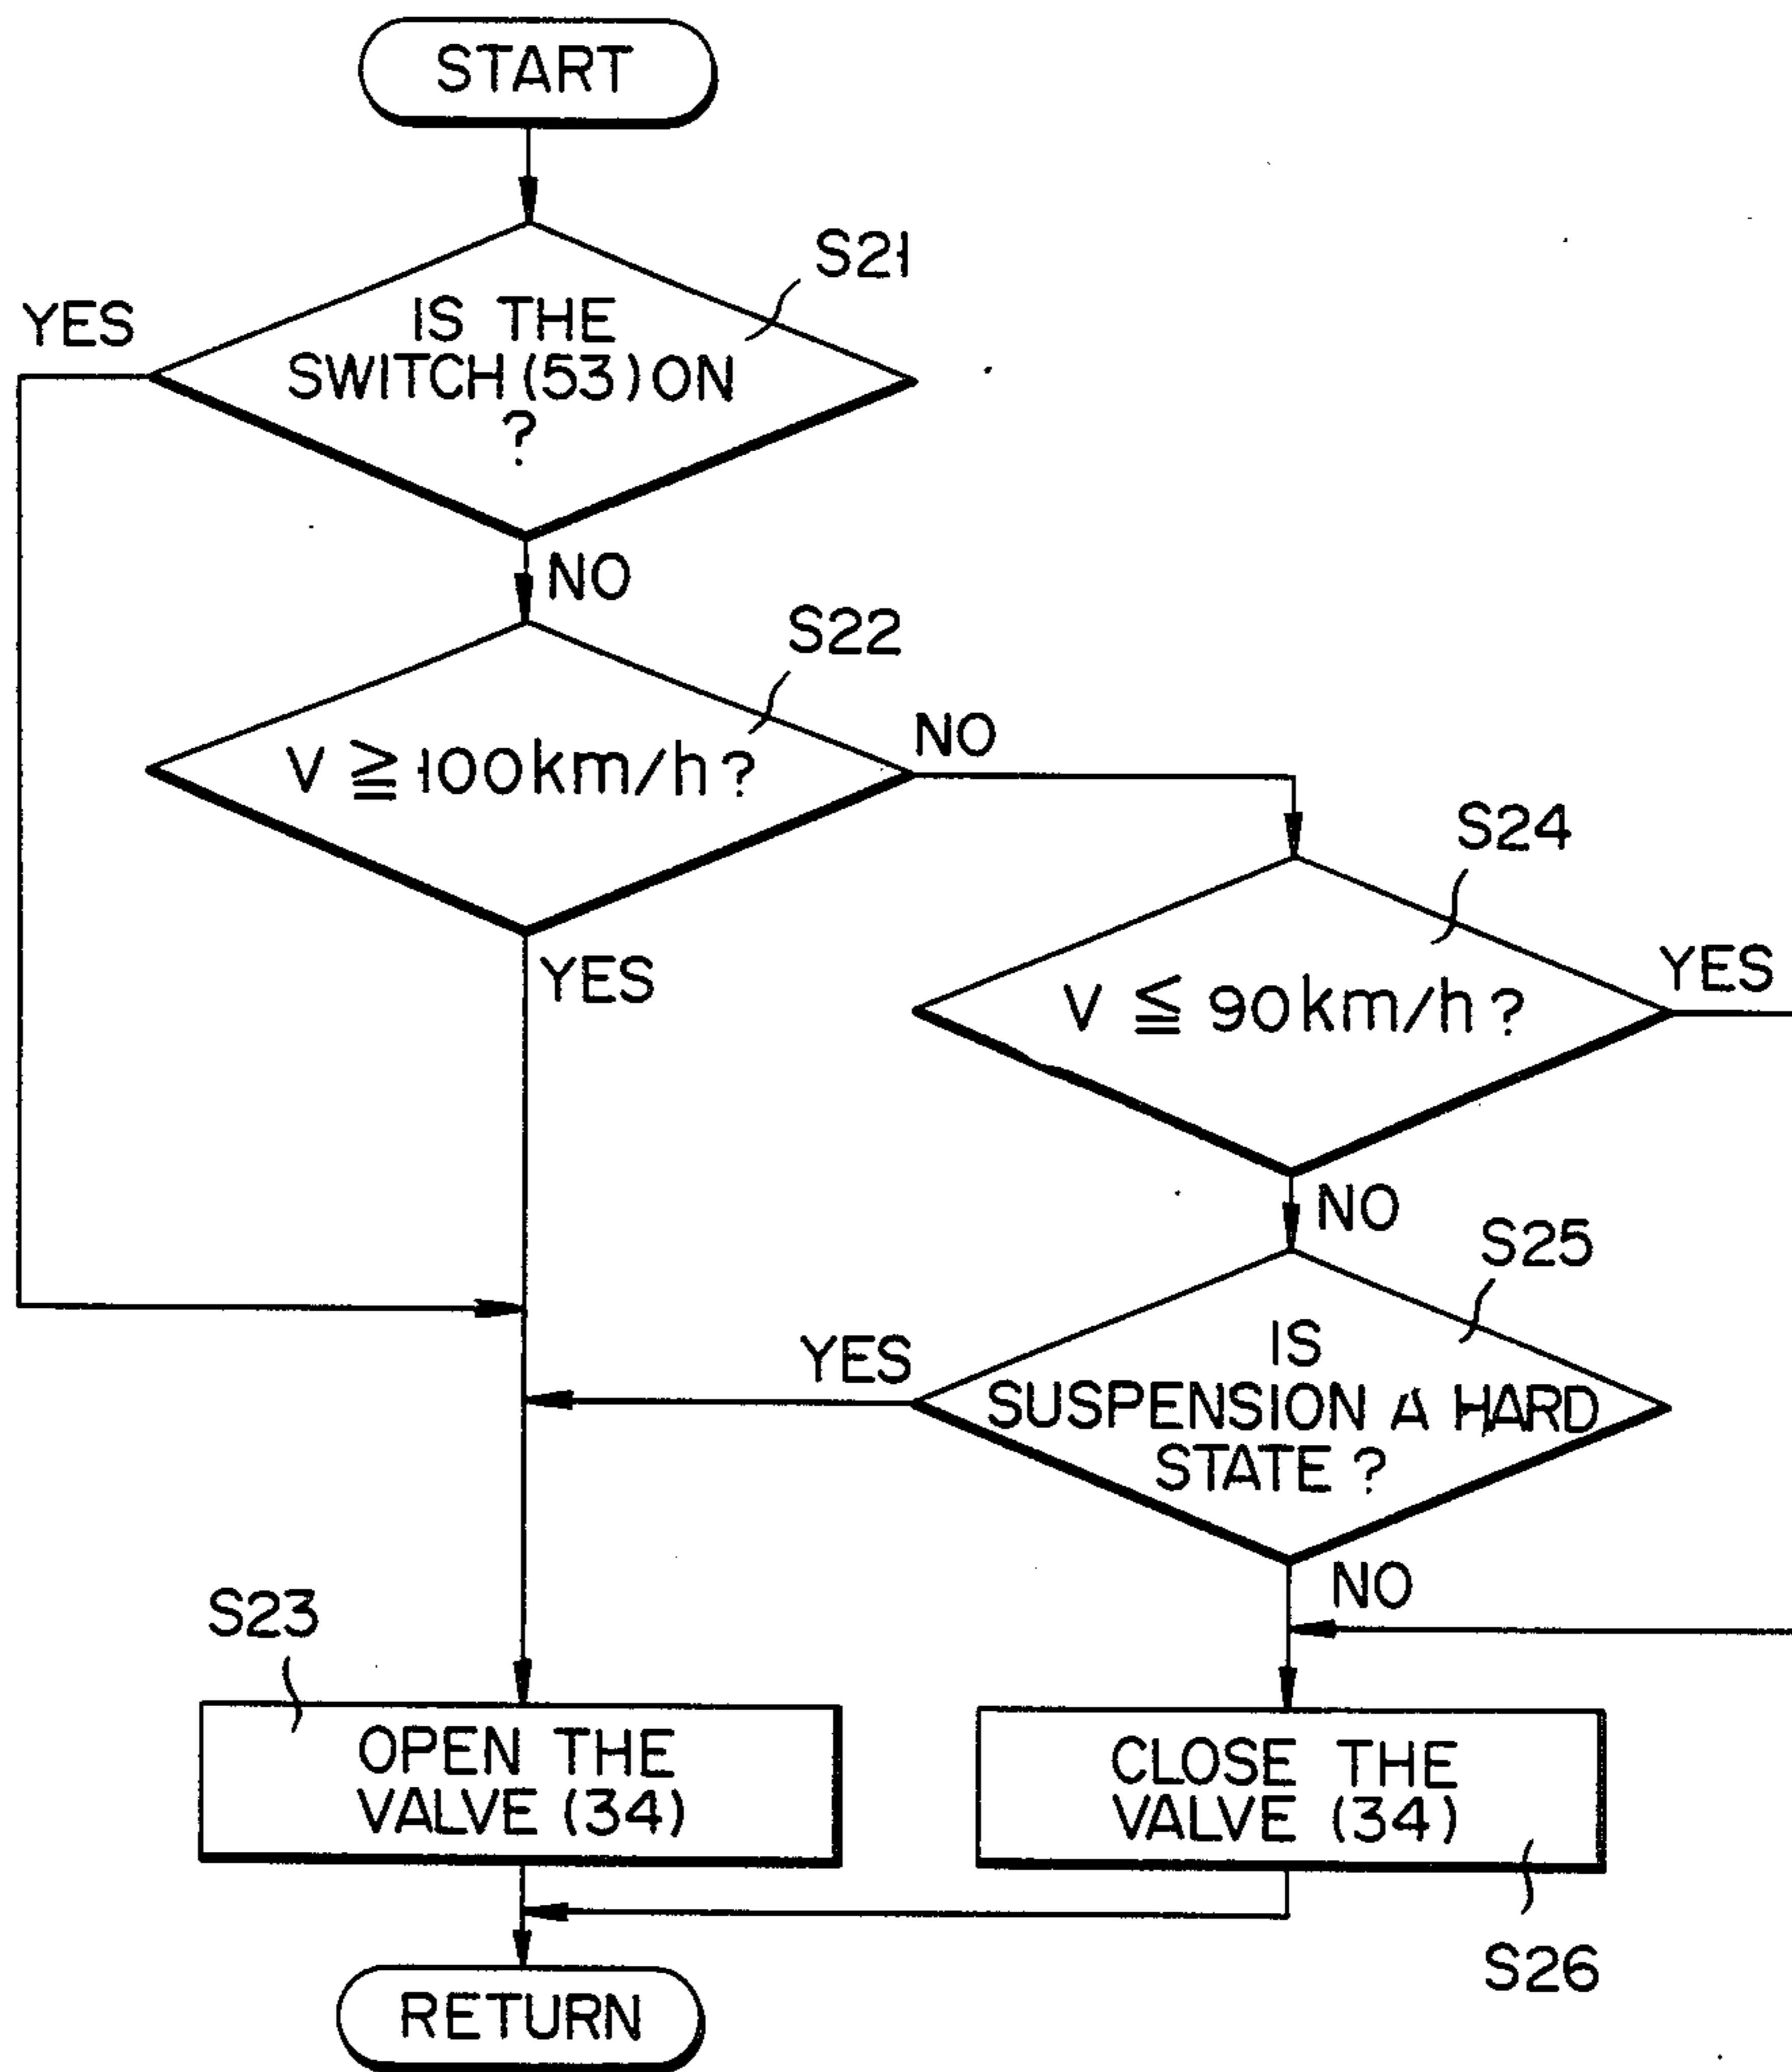 START
S21
YES
IS THE
SWITCH (53) ON
?
NO
S22
V ≧ 100km/h?
NO
YES
S24
V ≦ 90km/h?
YES
NO
S25
IS
SUSPENSION A HARD
STATE ?
YES
NO
S23
OPEN THE
VALVE (34)
CLOSE THE
VALVE (34)
S26
RETURN